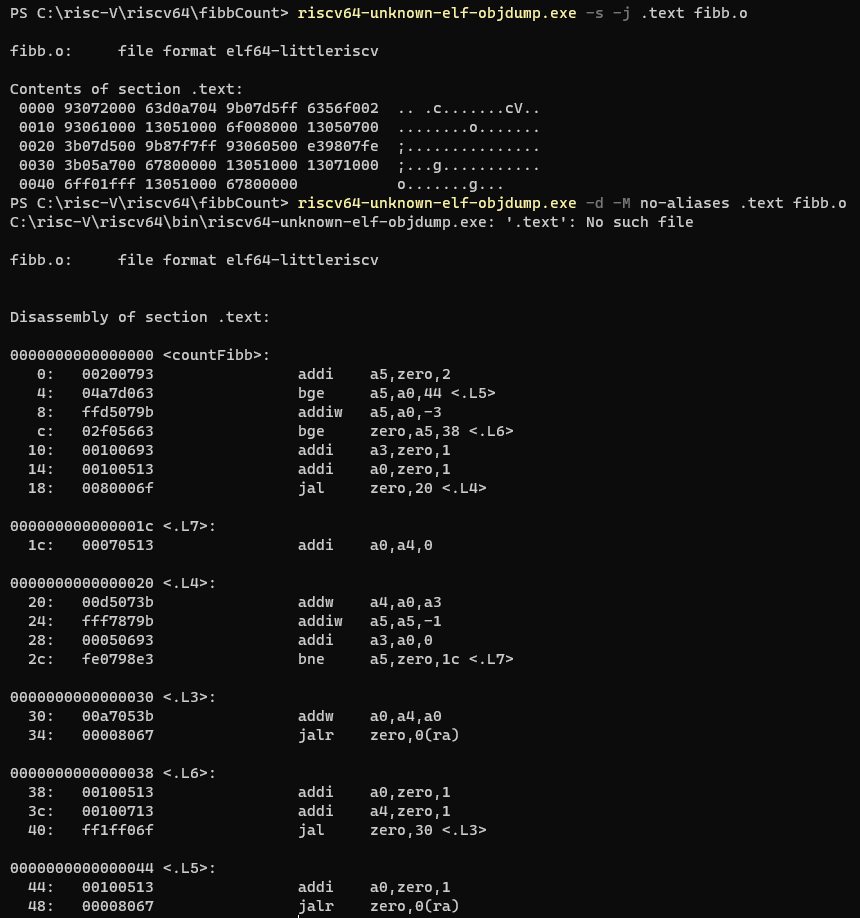 PS C:\risc-V\riscv64\fibbCount> riscv64-unknown-elf-objdump.exe -s -j .text fibb.o
fibb.o:     file format elf64-littleriscv
Contents of section .text:
 0000 93072000 63d0a704 9b07d5ff 6356f002  .. .c.......cV..
 0010 93061000 13051000 6f008000 13050700  ........o.......
 0020 3b07d500 9b87f7ff 93060500 e39807fe  ;...............
 0030 3b05a700 67800000 13051000 13071000  ;...g...........
 0040 6ff01fff 13051000 67800000           o.......g...
PS C:\risc-V\riscv64\fibbCount> riscv64-unknown-elf-objdump.exe -d -M no-aliases .text fibb.o
C:\risc-V\riscv64\bin\riscv64-unknown-elf-objdump.exe: '.text': No such file
fibb.o:     file format elf64-littleriscv
Disassembly of section .text:
0000000000000000 <countFibb>:
   0:   00200793                addi    a5,zero,2
   4:   04a7d063                bge     a5,a0,44 <.L5>
   8:   ffd5079b                addiw   a5,a0,-3
   c:   02f05663                bge     zero,a5,38 <.L6>
  10:   00100693                addi    a3,zero,1
  14:   00100513                addi    a0,zero,1
  18:   0080006f                jal     zero,20 <.L4>
000000000000001c <.L7>:
  1c:   00070513                addi    a0,a4,0
0000000000000020 <.L4>:
  20:   00d5073b                addw    a4,a0,a3
  24:   fff7879b                addiw   a5,a5,-1
  28:   00050693                addi    a3,a0,0
  2c:   fe0798e3                bne     a5,zero,1c <.L7>
0000000000000030 <.L3>:
  30:   00a7053b                addw    a0,a4,a0
  34:   00008067                jalr    zero,0(ra)
0000000000000038 <.L6>:
  38:   00100513                addi    a0,zero,1
  3c:   00100713                addi    a4,zero,1
  40:   ff1ff06f                jal     zero,30 <.L3>
0000000000000044 <.L5>:
  44:   00100513                addi    a0,zero,1
  48:   00008067                jalr    zero,0(ra)